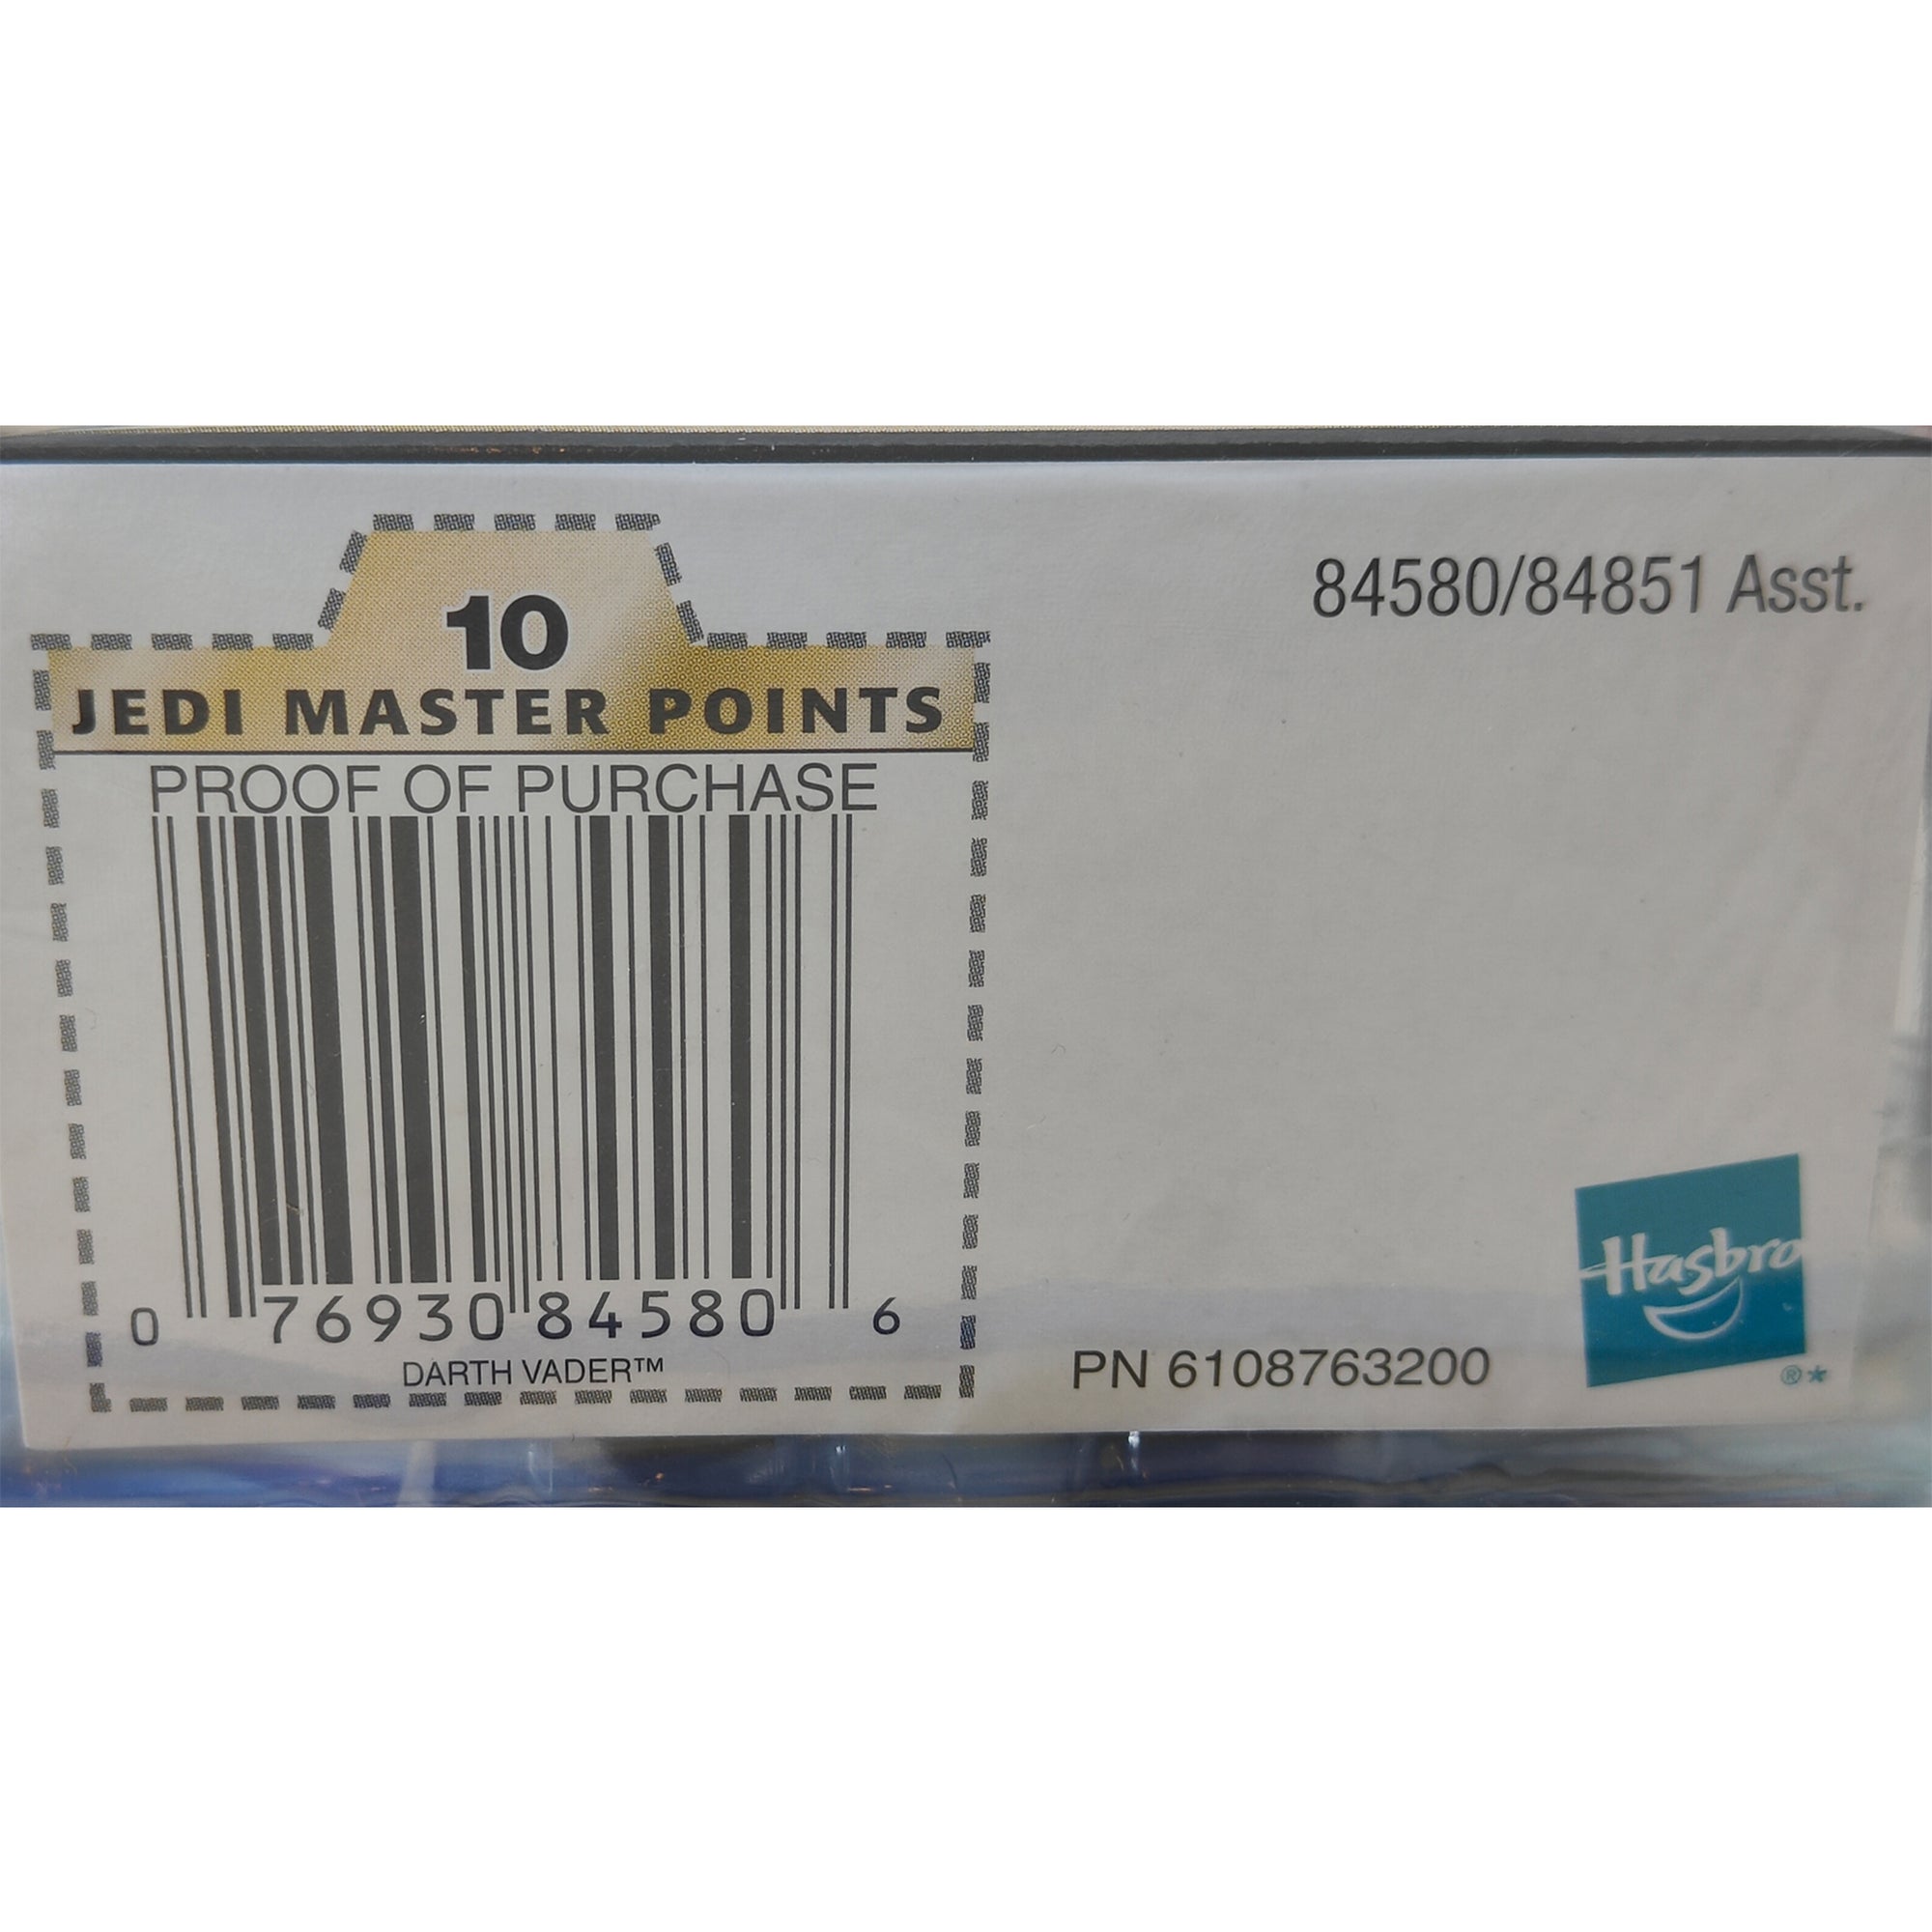 10
JEDI MASTER POINTS
PROOF OF PURCHASE
0 76930 84580 6
DARTH VADER™
84580/84851 Asst.
PN 6108763200
Hasbro
®*